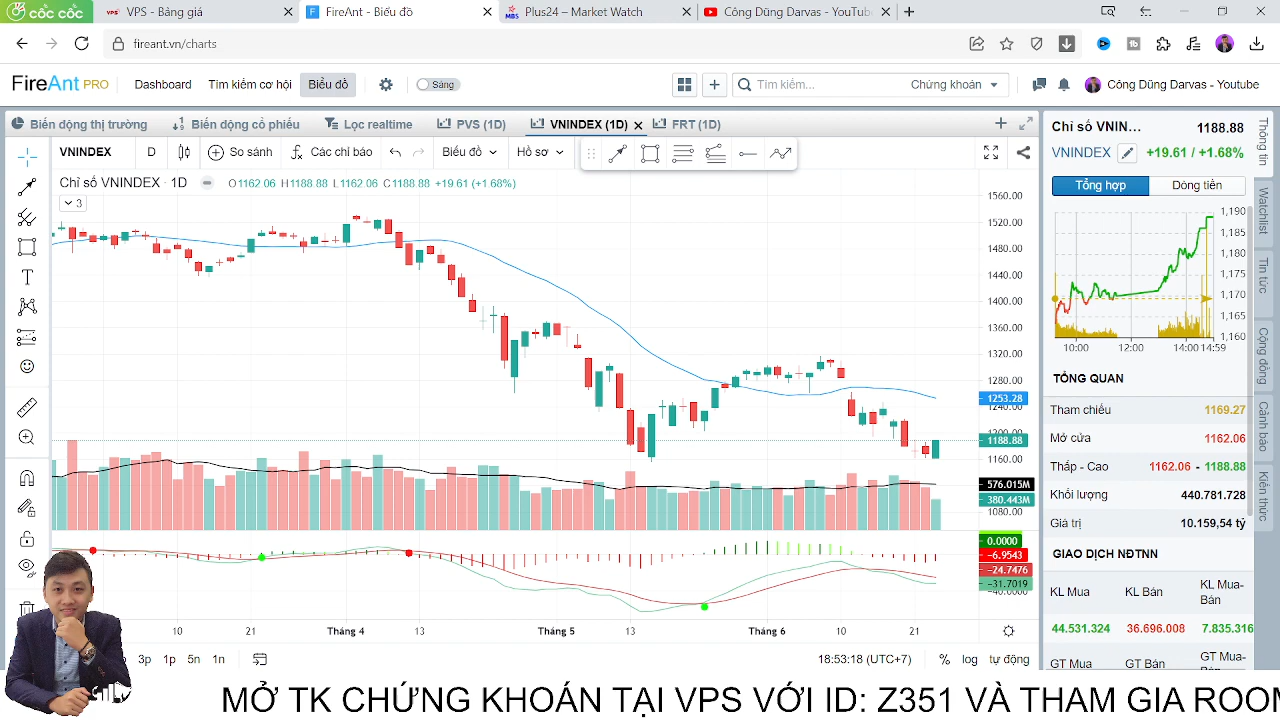 CỐC CỐC
VPS - Bảng giá
FireAnt - Biểu đồ
MBS Plus24 – Market Watch
Công Dũng Darvas - YouTube
fireant.vn/charts
FireAnt PRO
Dashboard
Tìm kiếm cơ hội
Biểu đồ
Sáng
Tìm kiếm...
Chứng khoán
Công Dũng Darvas - Youtube
Biến động thị trường
Biến động cổ phiếu
Lọc realtime
PVS (1D)
VNINDEX (1D)
FRT (1D)
VNINDEX
D
So sánh
Các chỉ báo
Biểu đồ
Hồ sơ
Chỉ số VNINDEX · 1D
O1162.06 H1188.88 L1162.06 C1188.88 +19.61 (+1.68%)
3
1560.00
1520.00
1480.00
1440.00
1400.00
1360.00
1320.00
1280.00
1253.28
1240.00
1200.00
1188.88
1160.00
576.015M
380.443M
1080.00
0.0000
-6.9543
-24.7476
-31.7019
-40.0000
10
21
Tháng 4
13
Tháng 5
13
Tháng 6
10
21
3p
1p
5n
1n
18:53:18 (UTC+7)
%
log
tự động
Chỉ số VNIN...
1188.88
VNINDEX
+19.61 / +1.68%
Tổng hợp
Dòng tiền
1,190
1,185
1,180
1,175
1,170
1,165
1,160
10:00
12:00
14:00
14:59
TỔNG QUAN
Tham chiếu 1169.27
Mở cửa 1162.06
Thấp - Cao 1162.06 - 1188.88
Khối lượng 440.781.728
Giá trị 10.159,54 tỷ
GIAO DỊCH NĐTNN
KL Mua
KL Bán
KL Mua-Bán
44.531.324
36.696.008
7.835.316
GT Mua
GT Bán
GT Mua-
Thông tin
Watchlist
Tin tức
Cộng đồng
Cảnh báo
Kiến thức
MỞ TK CHỨNG KHOÁN TẠI VPS VỚI ID: Z351 VÀ THAM GIA ROOM